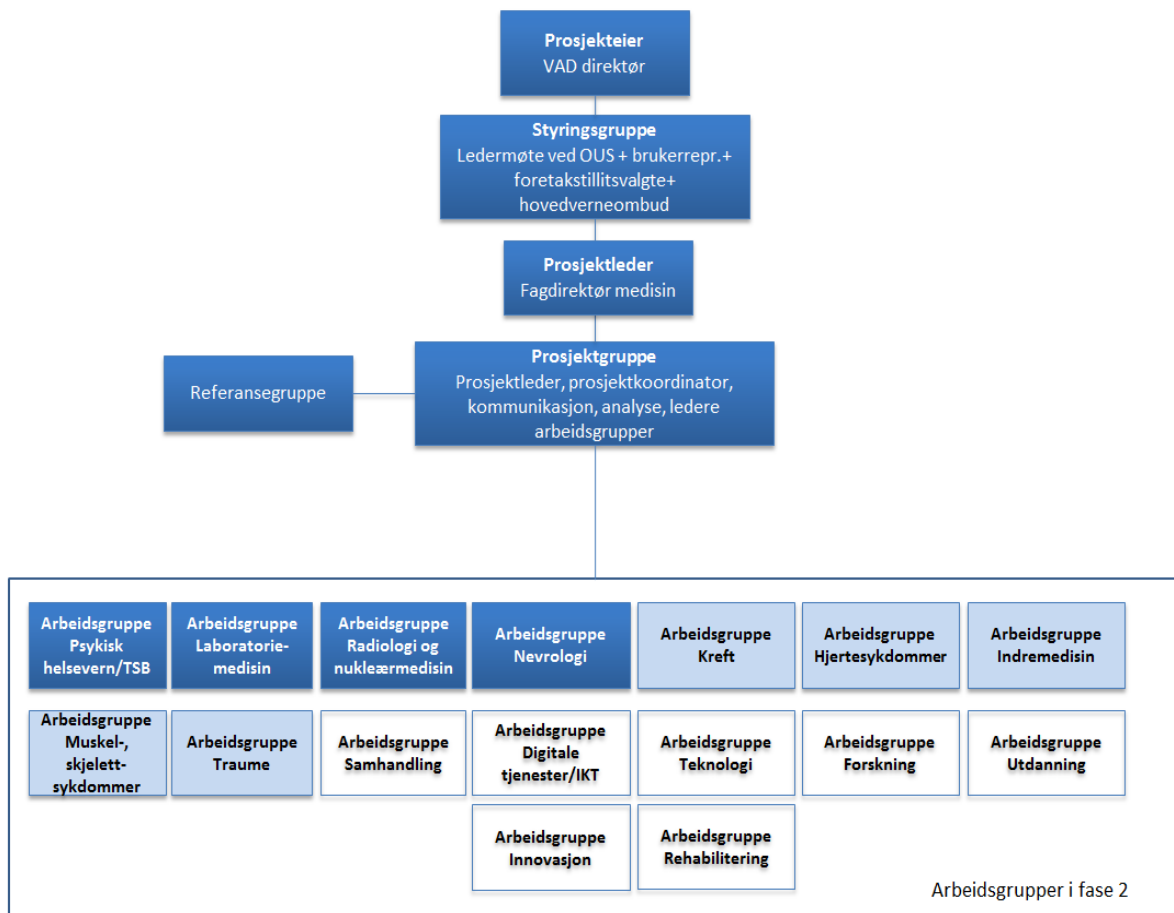 Prosjekteier
VAD direktør
Styringsgruppe
Ledermøte ved OUS + brukerrepr.+
foretakstillitsvalgte+
hovedverneombud
Prosjektleder
Fagdirektør medisin
Referansegruppe
Prosjektgruppe
Prosjektleder, prosjektkoordinator,
kommunikasjon, analyse, ledere
arbeidsgrupper
Arbeidsgruppe
Psykisk
helsevern/TSB
Arbeidsgruppe
Laboratorie-
medisin
Arbeidsgruppe
Radiologi og
nukleærmedisin
Arbeidsgruppe
Nevrologi
Arbeidsgruppe
Kreft
Arbeidsgruppe
Hjertesykdommer
Arbeidsgruppe
Indremedisin
Arbeidsgruppe
Muskel-,
skjelett-
sykdommer
Arbeidsgruppe
Traume
Arbeidsgruppe
Samhandling
Arbeidsgruppe
Digitale
tjenester/IKT
Arbeidsgruppe
Teknologi
Arbeidsgruppe
Forskning
Arbeidsgruppe
Utdanning
Arbeidsgruppe
Innovasjon
Arbeidsgruppe
Rehabilitering
Arbeidsgrupper i fase 2